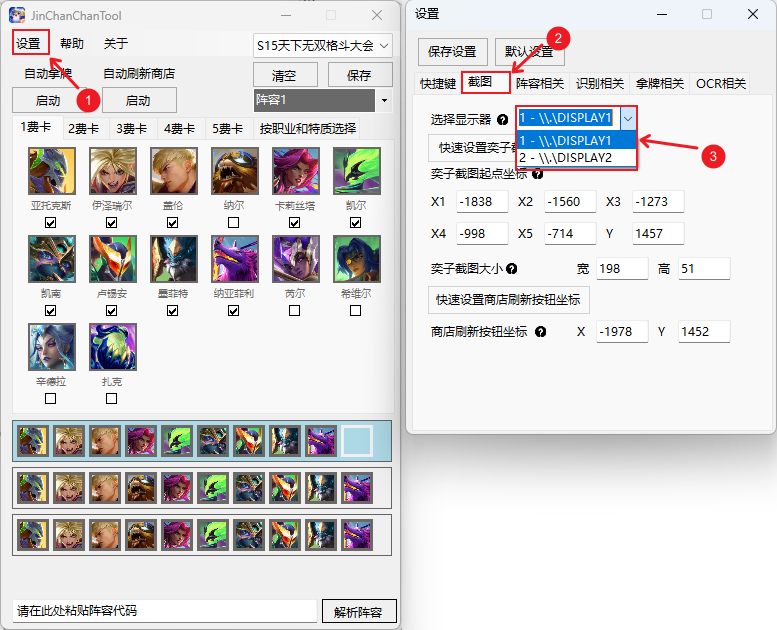 JinChanChanTool
设置 帮助 关于
S15天下无双格斗大会
自动拿牌 自动刷新商店
清空 保存
启动 启动
阵容1
1
1费卡 2费卡 3费卡 4费卡 5费卡 按职业和特质选择
亚托克斯 伊泽瑞尔 盖伦 纳尔 卡莉丝塔 凯尔
凯南 卢锡安 墨菲特 纳亚菲利 芮尔 希维尔
辛德拉 扎克
请在此处粘贴阵容代码
解析阵容
设置
2
保存设置 默认设置
快捷键 截图 阵容相关 识别相关 拿牌相关 OCR相关
选择显示器 ? 1 - \\.\DISPLAY1
1 - \\.\DISPLAY1
2 - \\.\DISPLAY2
3
快速设置奕子截
奕子截图起点坐标 ?
X1 -1838 X2 -1560 X3 -1273
X4 -998 X5 -714 Y 1457
奕子截图大小 ? 宽 198 高 51
快速设置商店刷新按钮坐标
商店刷新按钮坐标 ? X -1978 Y 1452